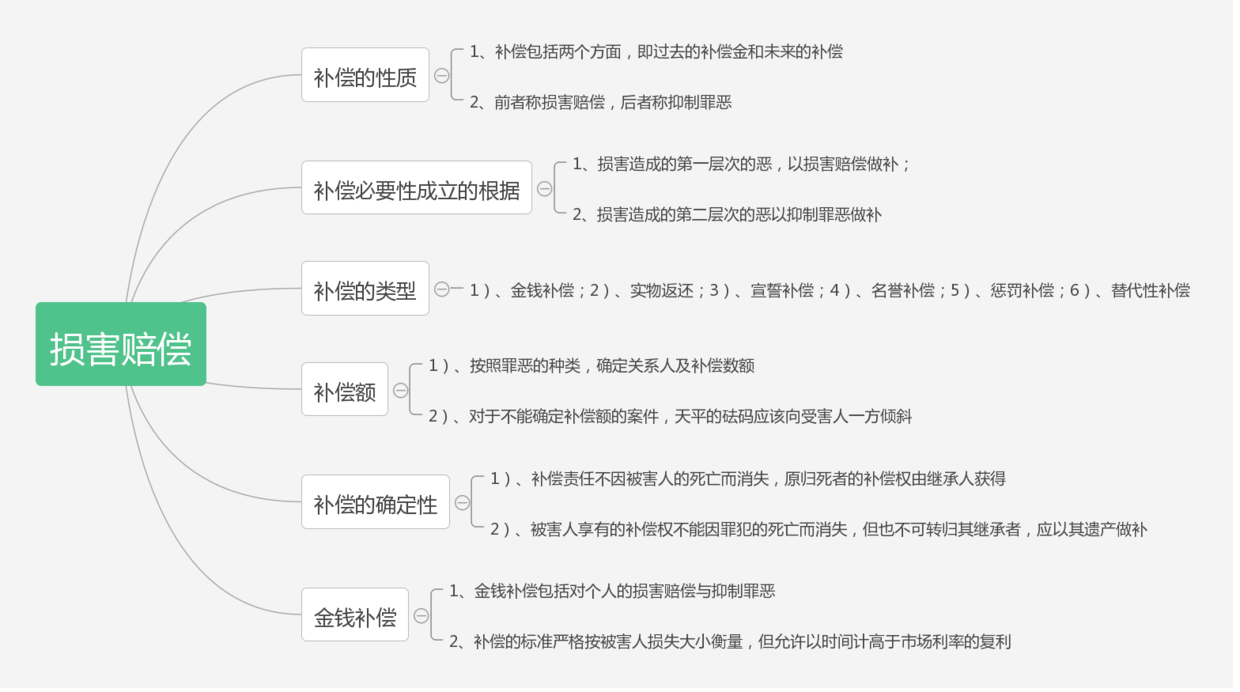 损害赔偿
补偿的性质
1、补偿包括两个方面，即过去的补偿金和未来的补偿
2、前者称损害赔偿，后者称抑制罪恶
补偿必要性成立的根据
1、损害造成的第一层次的恶，以损害赔偿做补；
2、损害造成的第二层次的恶以抑制罪恶做补
补偿的类型
1）、金钱补偿；2）、实物返还；3）、宣誓补偿；4）、名誉补偿；5）、惩罚补偿；6）、替代性补偿
补偿额
1）、按照罪恶的种类，确定关系人及补偿数额
2）、对于不能确定补偿额的案件，天平的砝码应该向受害人一方倾斜
补偿的确定性
1）、补偿责任不因被害人的死亡而消失，原归死者的补偿权由继承人获得
2）、被害人享有的补偿权不能因罪犯的死亡而消失，但也不可转归其继承者，应以其遗产做补
金钱补偿
1、金钱补偿包括对个人的损害赔偿与抑制罪恶
2、补偿的标准严格按被害人损失大小衡量，但允许以时间计高于市场利率的复利